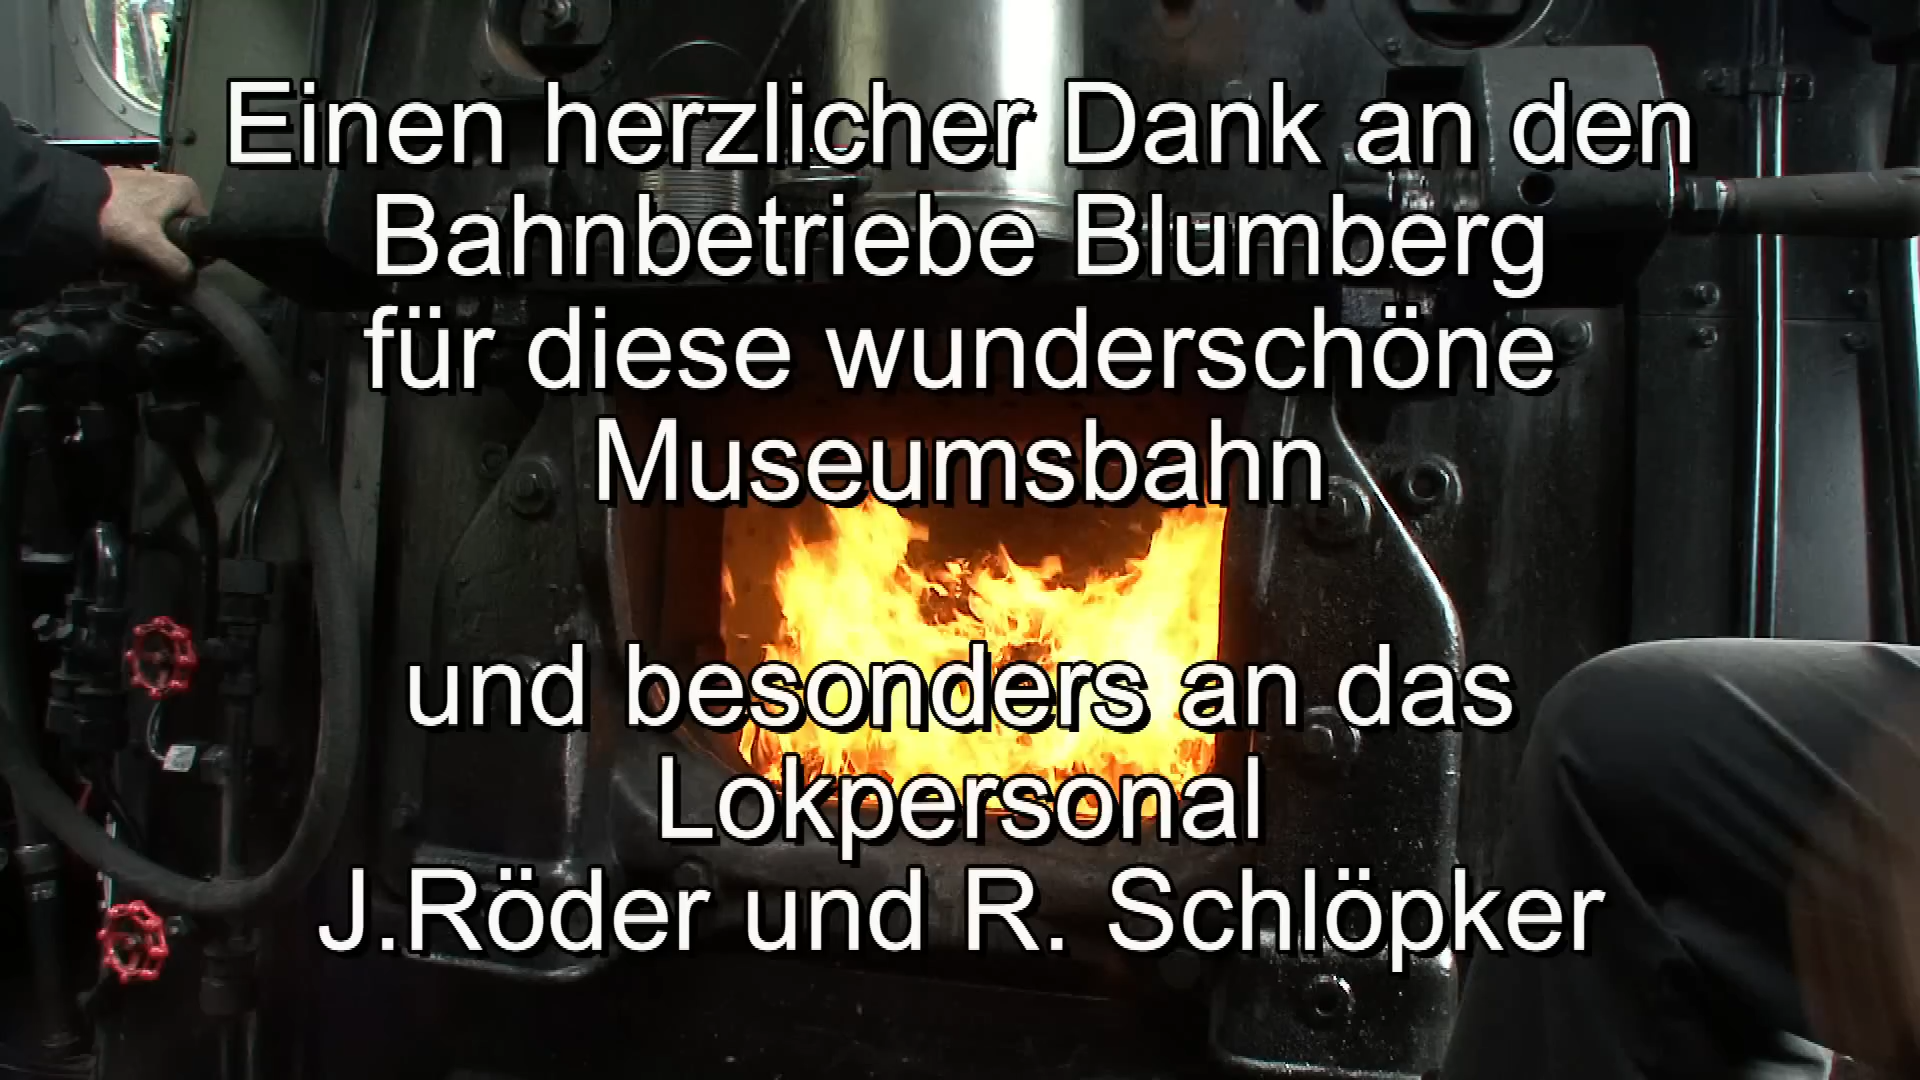 Einen herzlicher Dank an den
Bahnbetriebe Blumberg
für diese wunderschöne
Museumsbahn
und besonders an das
Lokpersonal
J.Röder und R. Schlöpker